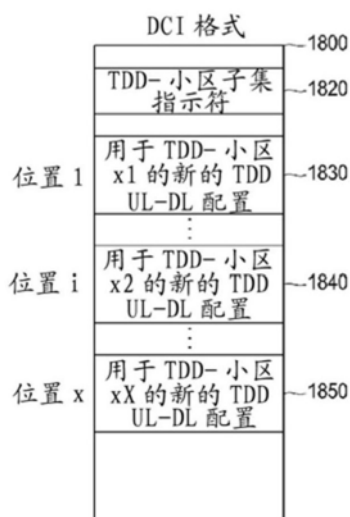 DCI 格式
1800
TDD- 小区子集
指示符
1820
位置 1
用于 TDD- 小区
x1 的新的 TDD
UL-DL 配置
1830
⋮
位置 i
用于 TDD- 小区
x2 的新的 TDD
UL-DL 配置
1840
⋮
位置 x
用于 TDD- 小区
xX 的新的 TDD
UL-DL 配置
1850